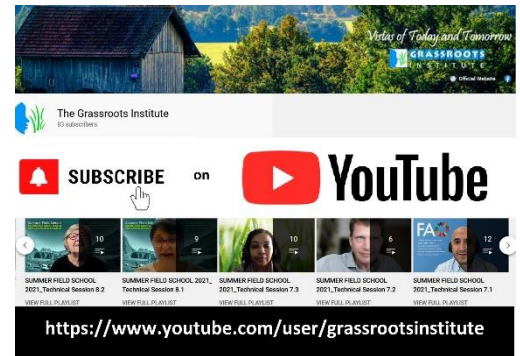 Vistas of Today and Tomorrow
GRASSROOTS
INSTITUTE
Official Website
The Grassroots Institute
83 subscribers
SUBSCRIBE on YouTube
10
9
10
6
12
SUMMER FIELD SCHOOL
2021_Technical Session 8.2
VIEW FULL PLAYLIST
SUMMER FIELD SCHOOL 2021_
Technical Session 8.1
VIEW FULL PLAYLIST
SUMMER FIELD SCHOOL
2021_Technical Session 7.3
VIEW FULL PLAYLIST
SUMMER FIELD SCHOOL
2021_Technical Session 7.2
VIEW FULL PLAYLIST
SUMMER FIELD SCHOOL
2021_Technical Session 7.1
VIEW FULL PLAYLIST
https://www.youtube.com/user/grassrootsinstitute